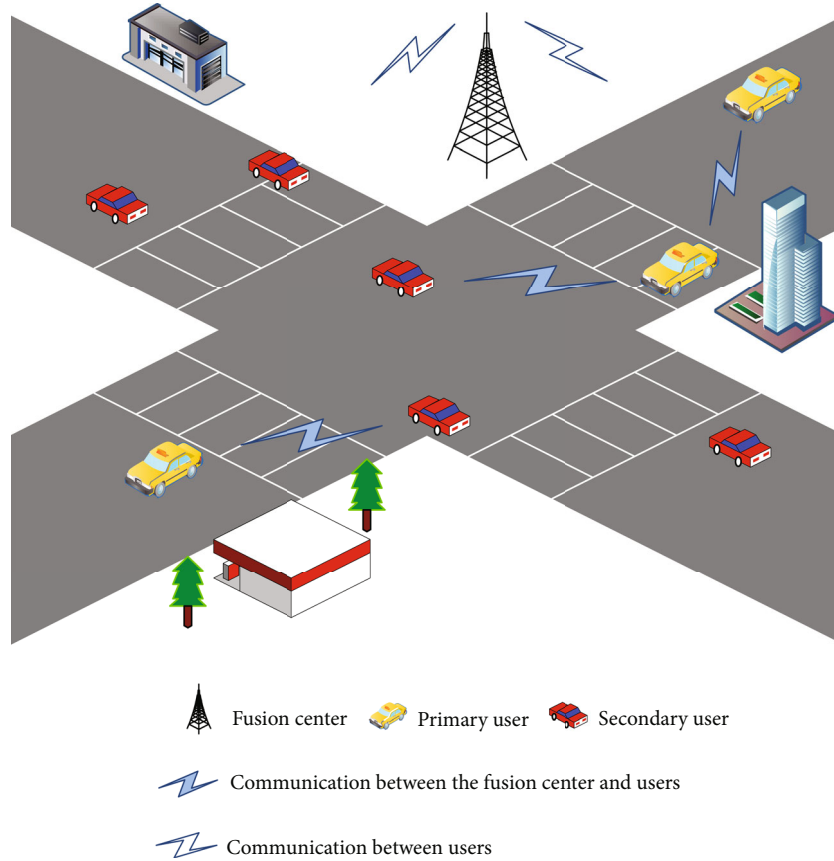 Fusion center Primary user Secondary user
Communication between the fusion center and users
Communication between users